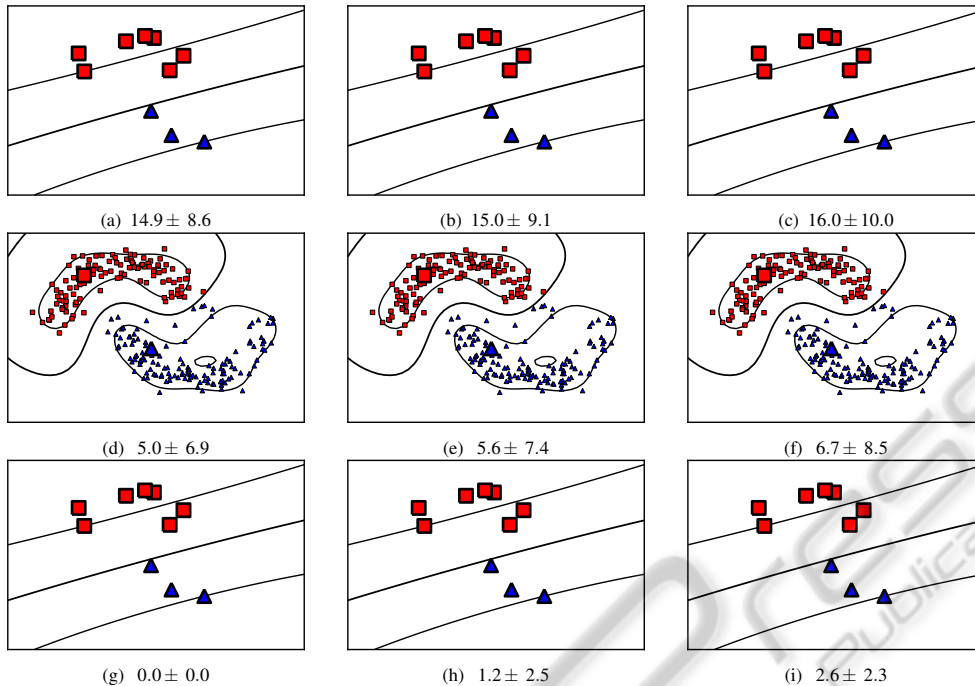 (a) 14.9 ± 8.6
(b) 15.0 ± 9.1
(c) 16.0 ± 10.0
(d) 5.0 ± 6.9
(e) 5.6 ± 7.4
(f) 6.7 ± 8.5
(g) 0.0 ± 0.0
(h) 1.2 ± 2.5
(i) 2.6 ± 2.3